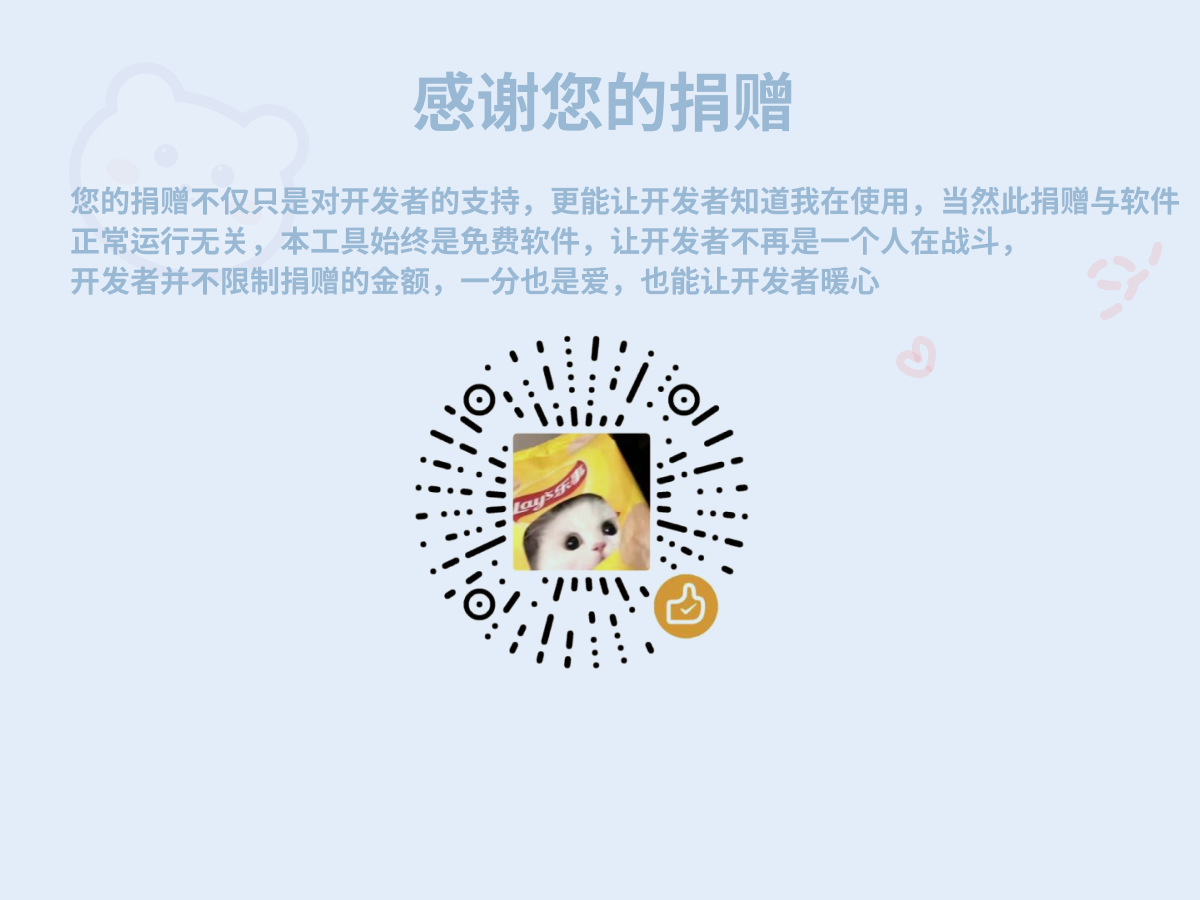 感谢您的捐赠
您的捐赠不仅只是对开发者的支持，更能让开发者知道我在使用，当然此捐赠与软件
正常运行无关，本工具始终是免费软件，让开发者不再是一个人在战斗，
开发者并不限制捐赠的金额，一分也是爱，也能让开发者暖心
Lay's乐事